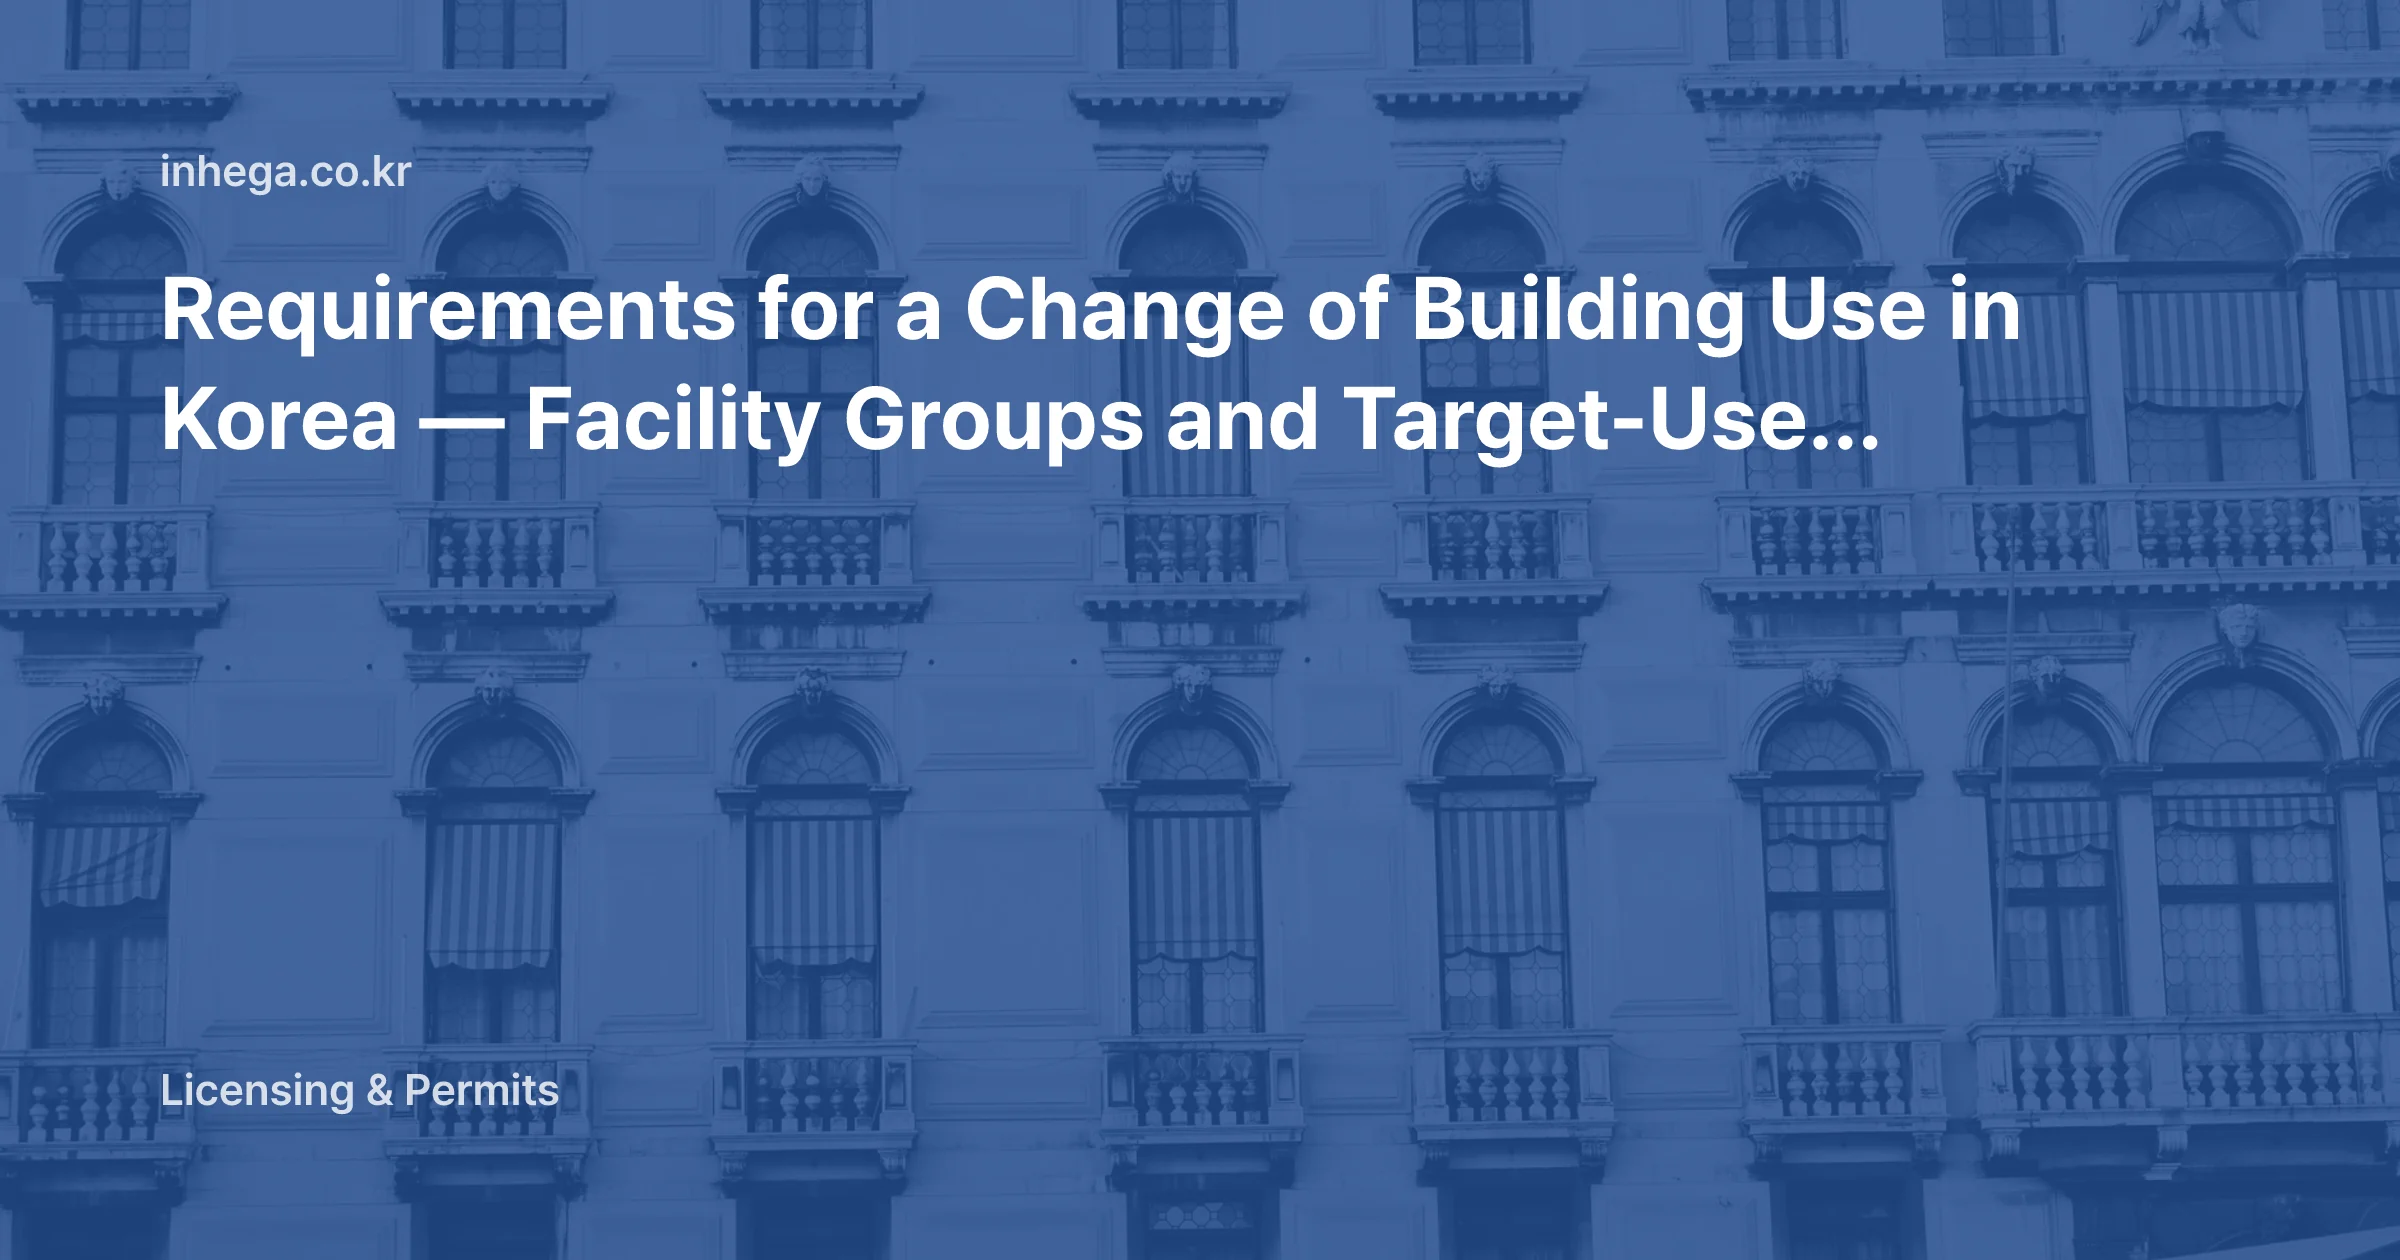 inhega.co.kr
Requirements for a Change of Building Use in
Korea — Facility Groups and Target-Use...
Licensing & Permits